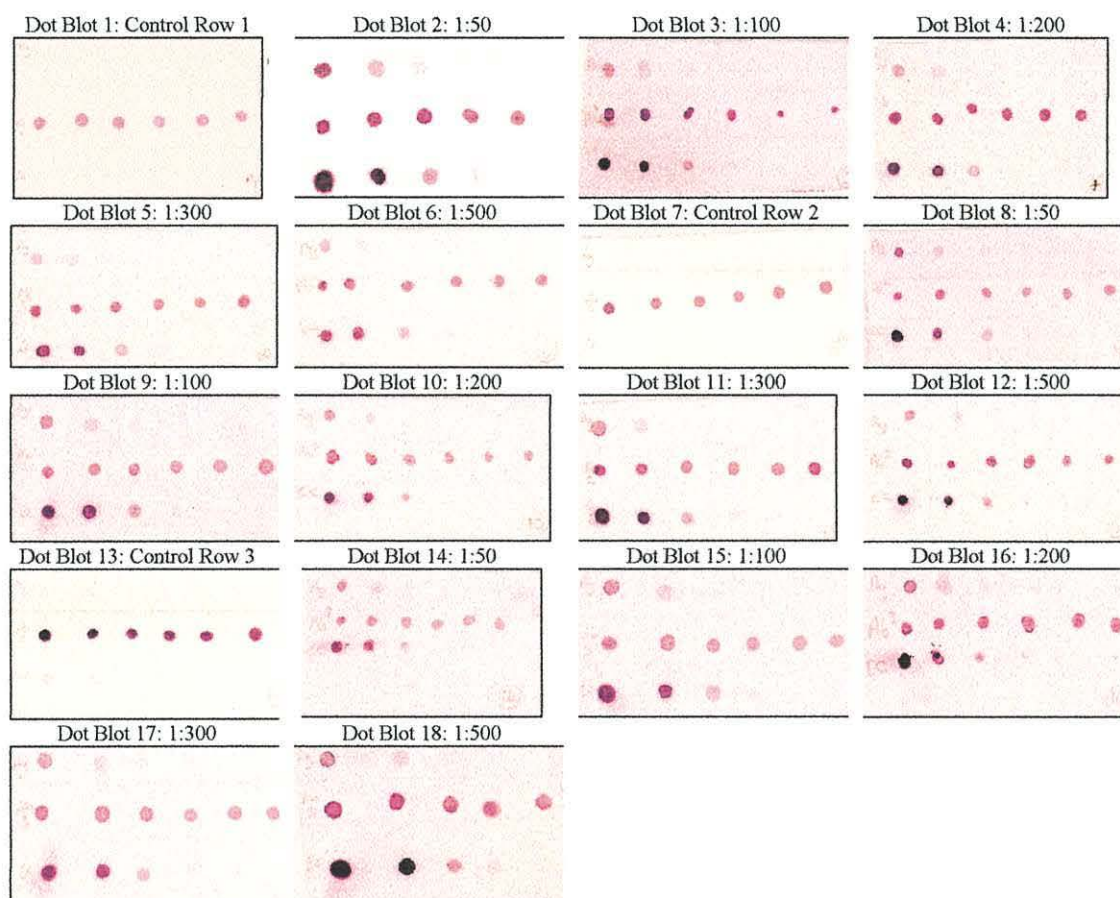 Dot Blot 1: Control Row 1
Dot Blot 2: 1:50
Dot Blot 3: 1:100
Dot Blot 4: 1:200
Dot Blot 5: 1:300
Dot Blot 6: 1:500
Dot Blot 7: Control Row 2
Dot Blot 8: 1:50
Dot Blot 9: 1:100
Dot Blot 10: 1:200
Dot Blot 11: 1:300
Dot Blot 12: 1:500
Dot Blot 13: Control Row 3
Dot Blot 14: 1:50
Dot Blot 15: 1:100
Dot Blot 16: 1:200
Dot Blot 17: 1:300
Dot Blot 18: 1:500